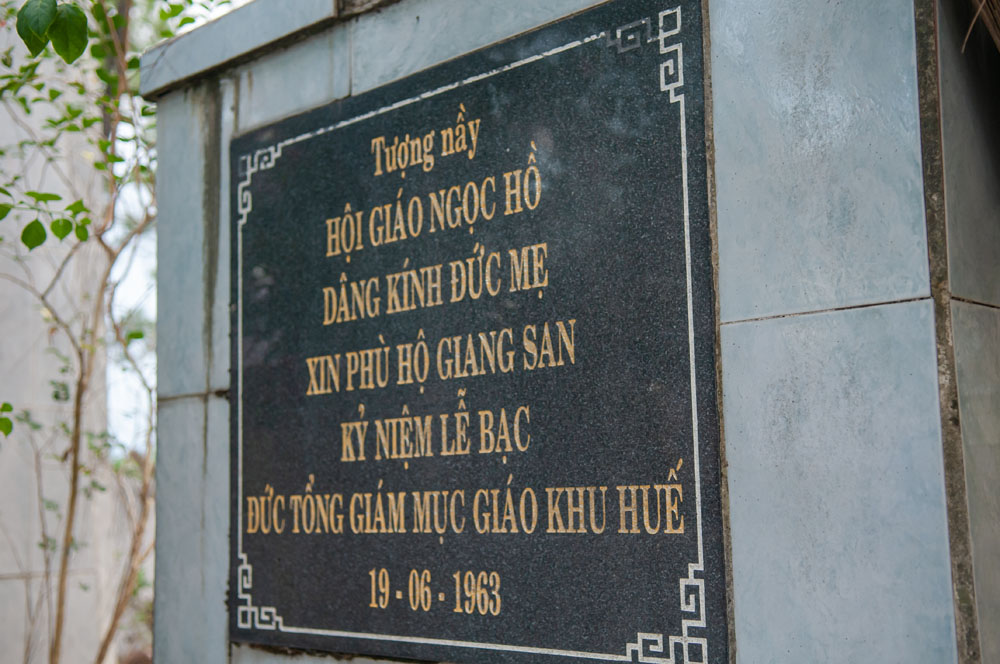 Tượng nầy
HỘI GIÁO NGỌC HỒ
DÂNG KÍNH ĐỨC MẸ
XIN PHÙ HỘ GIANG SAN
KỶ NIỆM LỄ BẠC
ĐỨC TỔNG GIÁM MỤC GIÁO KHU HUẾ
19 - 06 - 1963